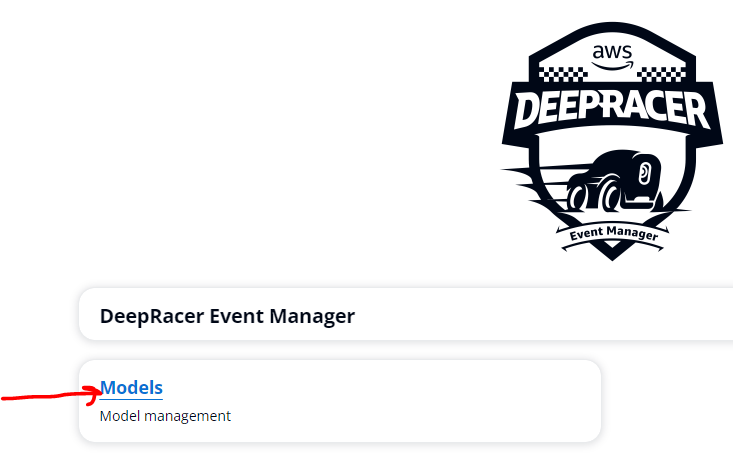 aws
DEEPRACER
Event Manager
DeepRacer Event Manager
Models
Model management